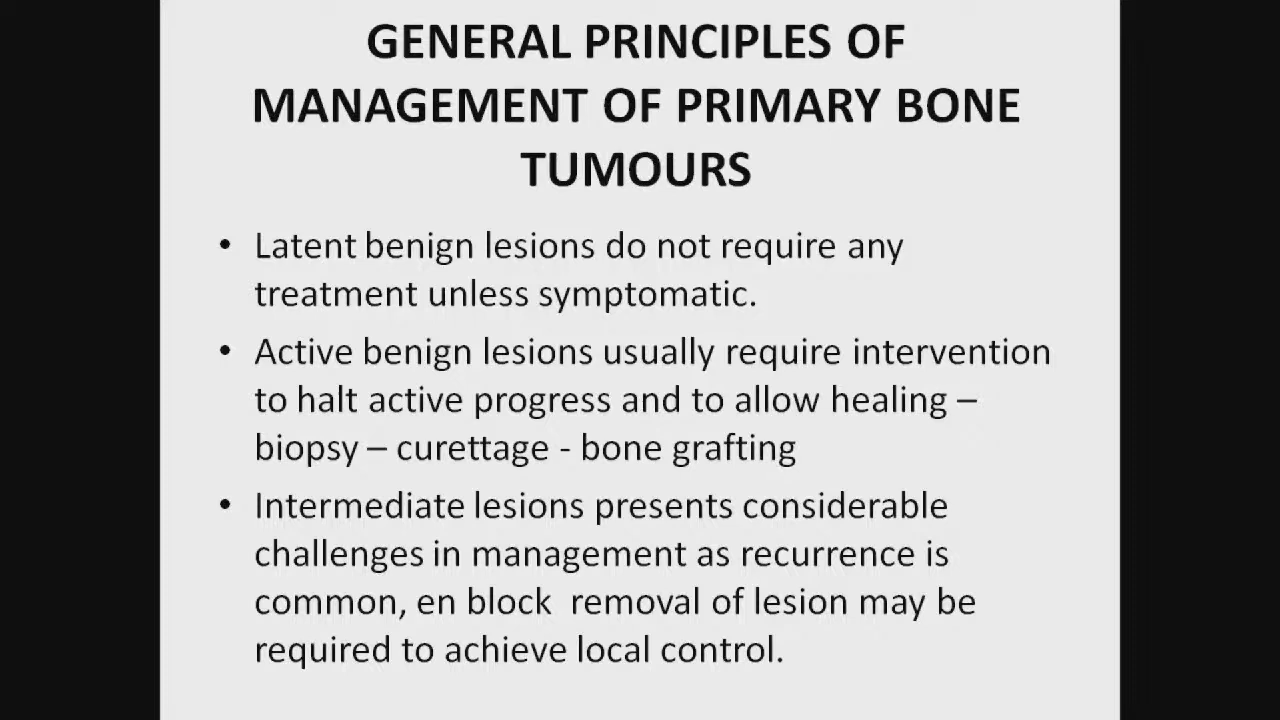 GENERAL PRINCIPLES OF
MANAGEMENT OF PRIMARY BONE
TUMOURS
• Latent benign lesions do not require any
treatment unless symptomatic.
• Active benign lesions usually require intervention
to halt active progress and to allow healing –
biopsy – curettage - bone grafting
• Intermediate lesions presents considerable
challenges in management as recurrence is
common, en block  removal of lesion may be
required to achieve local control.